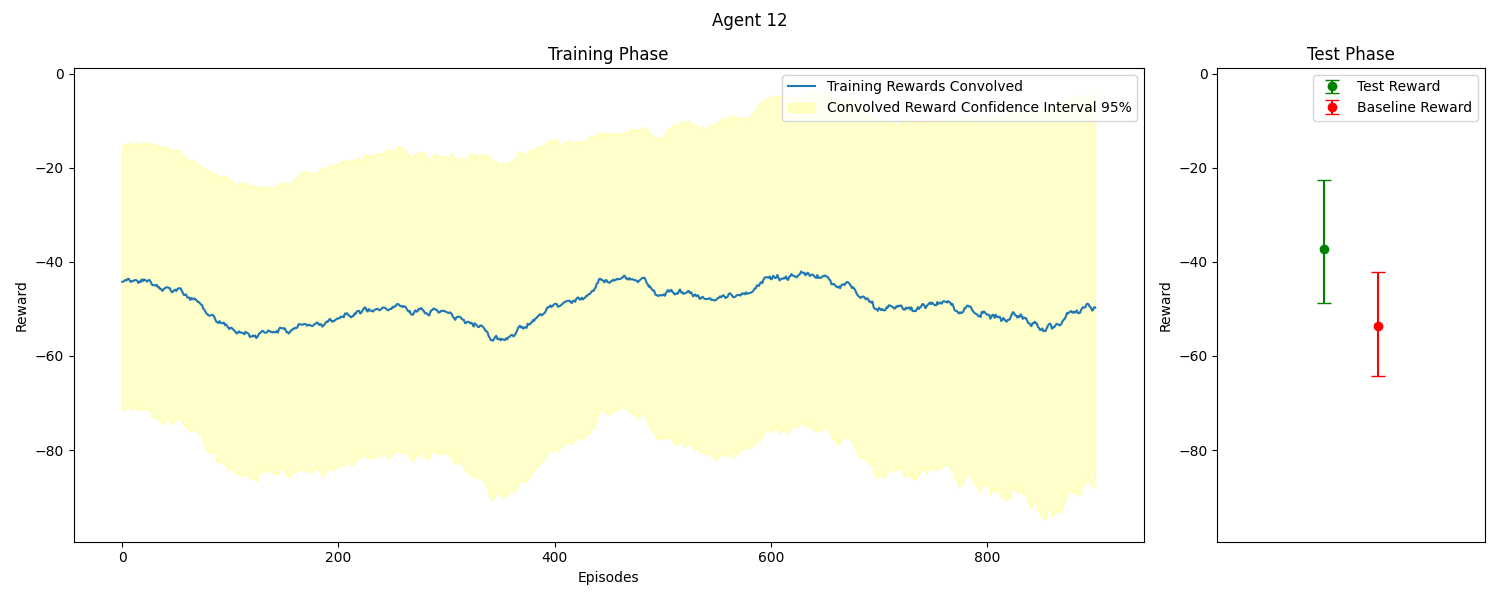 Agent 12
Training Phase
Training Rewards Convolved
Convolved Reward Confidence Interval 95%
Reward
0
−20
−40
−60
−80
0
200
400
600
800
Episodes
Test Phase
Test Reward
Baseline Reward
Reward
0
−20
−40
−60
−80